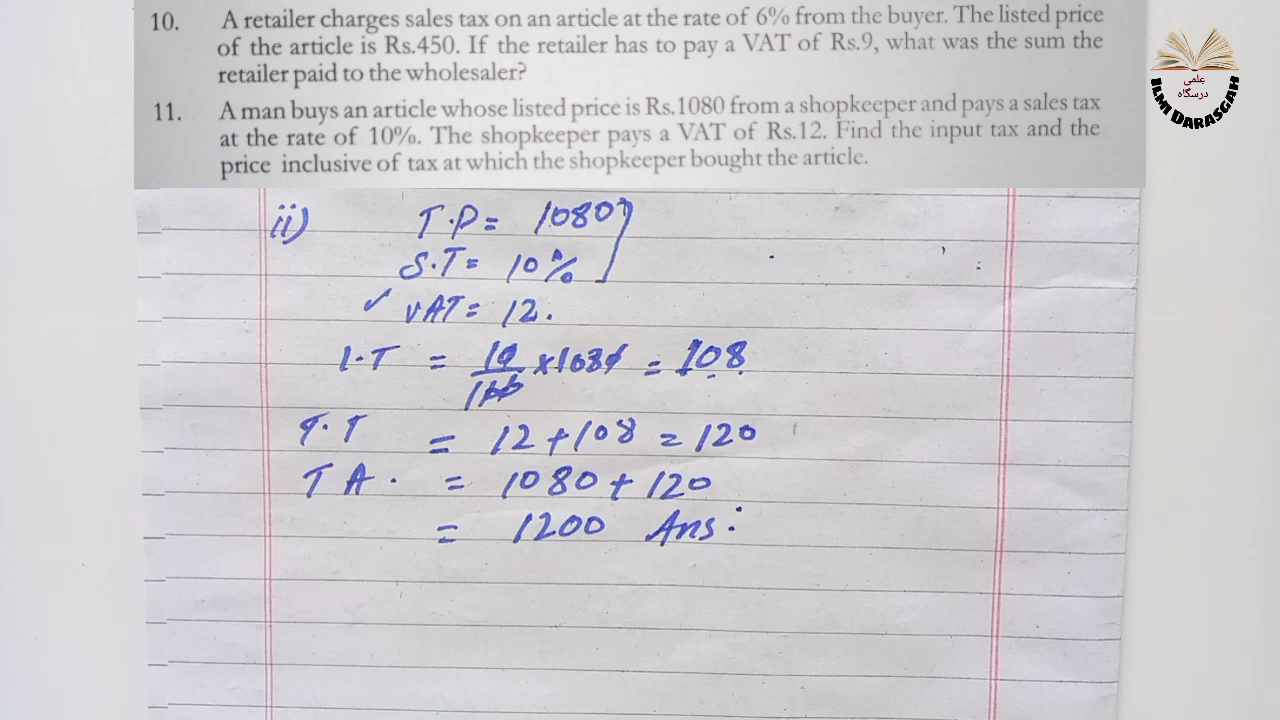 10. A retailer charges sales tax on an article at the rate of 6% from the buyer. The listed price
of the article is Rs.450. If the retailer has to pay a VAT of Rs.9, what was the sum the
retailer paid to the wholesaler?
11. A man buys an article whose listed price is Rs.1080 from a shopkeeper and pays a sales tax
at the rate of 10%. The shopkeeper pays a VAT of Rs.12. Find the input tax and the
price inclusive of tax at which the shopkeeper bought the article.
علمی
درسگاہ
ILMI DARASGAH
ii) T.P = 1080
S.T = 10%
✓ VAT = 12.
I.T = 10/100 × 1080 = 108
T.T = 12 + 108 = 120
T A. = 1080 + 120
= 1200 Ans: